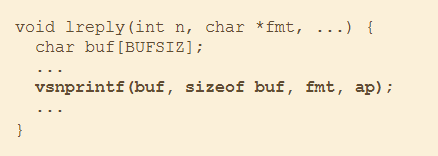 void lreply(int n, char *fmt, ...) {
char buf[BUFSIZ];
...
vsnprintf(buf, sizeof buf, fmt, ap);
...
}